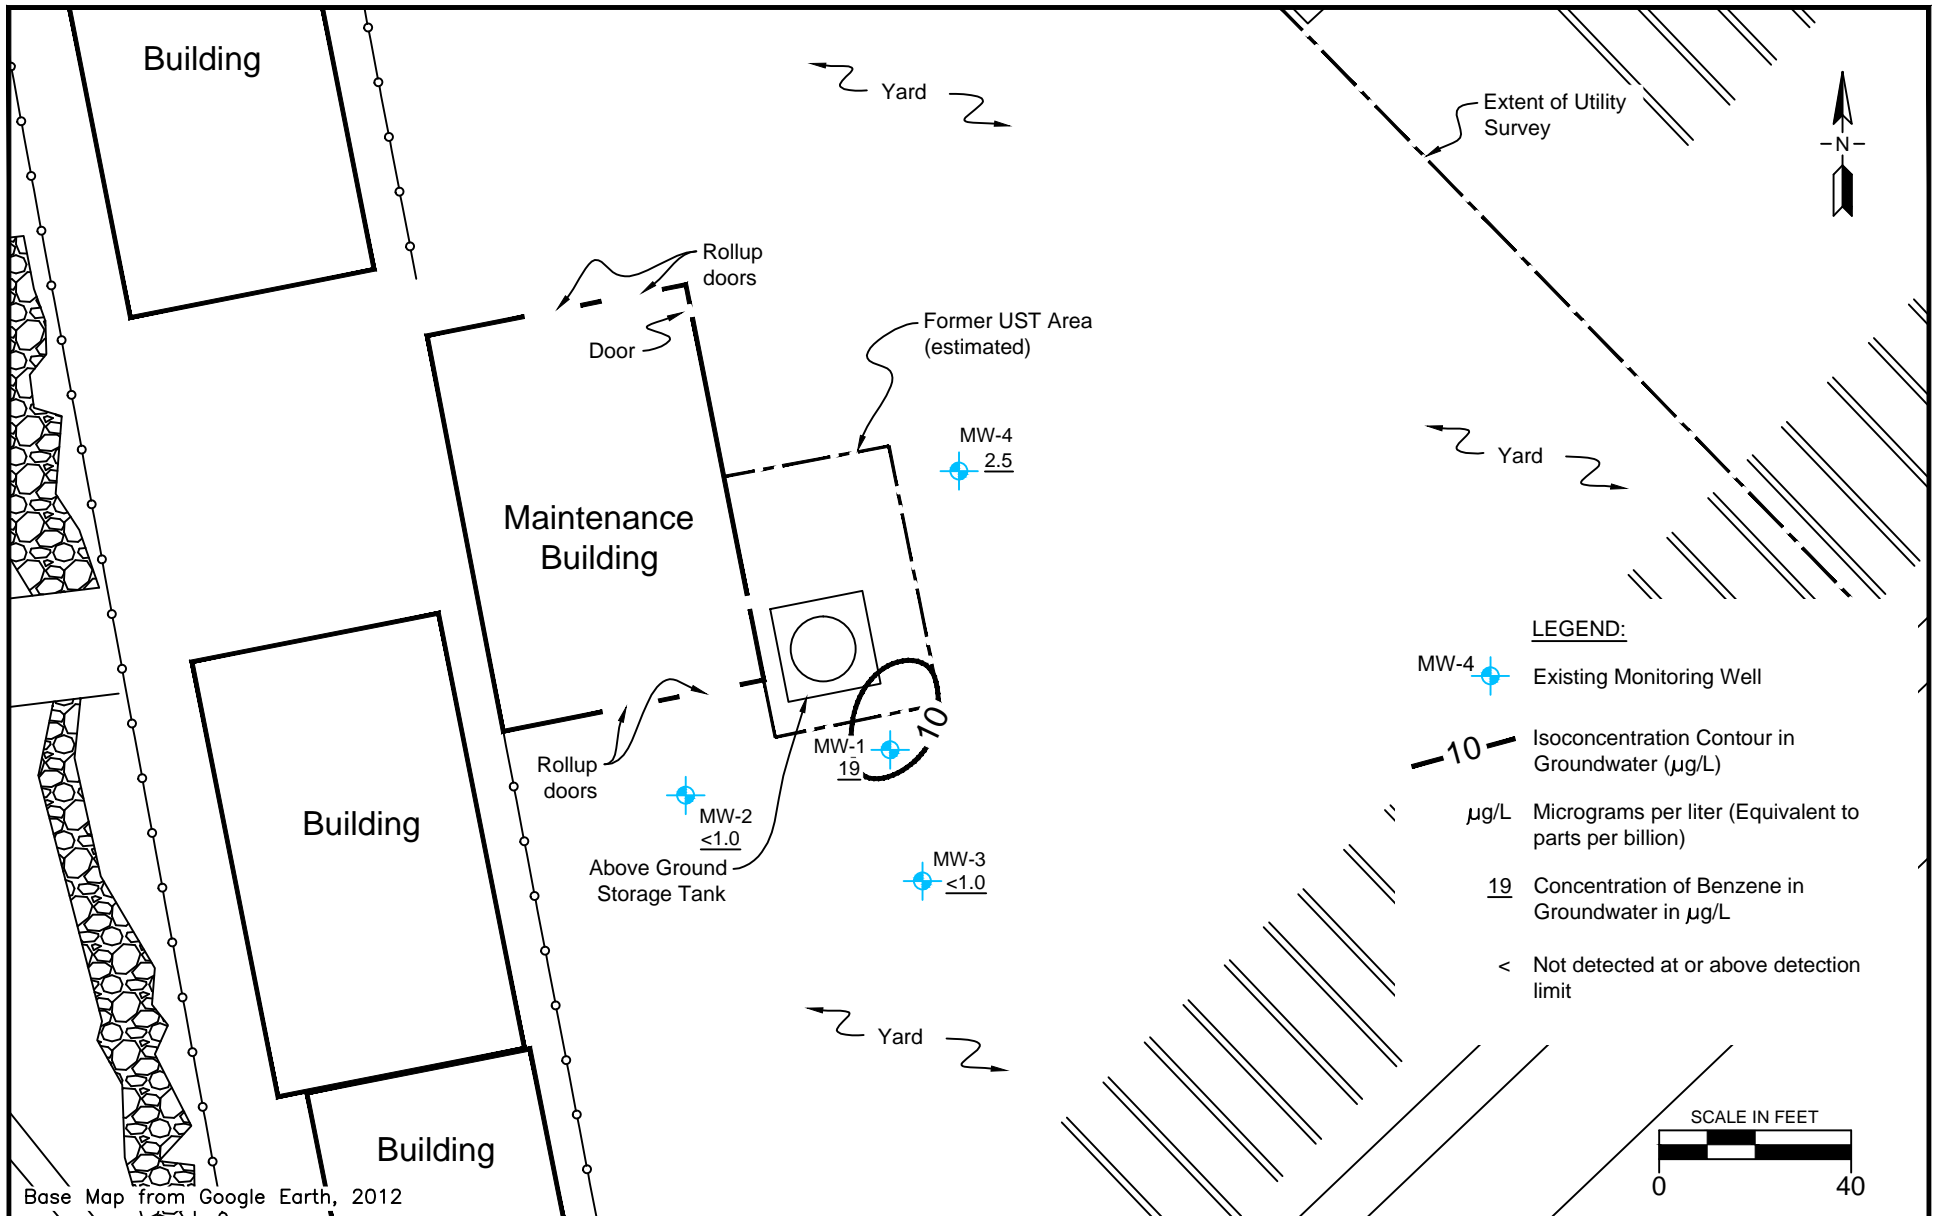 Building
Yard
Extent of Utility
Survey
N
Rollup
doors
Door
Former UST Area
(estimated)
MW-4
2.5
Yard
Maintenance
Building
LEGEND:
MW-4
Existing Monitoring Well
10
MW-1
19
10
Isoconcentration Contour in
Groundwater (µg/L)
Rollup
doors
MW-2
<1.0
Building
µg/L Micrograms per liter (Equivalent to
parts per billion)
Above Ground
Storage Tank
MW-3
<1.0
19 Concentration of Benzene in
Groundwater in µg/L
< Not detected at or above detection
limit
Yard
Building
SCALE IN FEET
0 40
Base Map from Google Earth, 2012